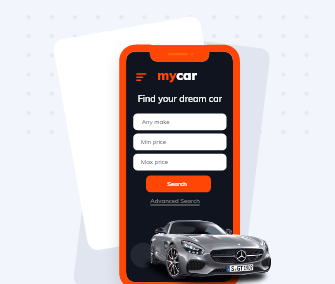 mycar
Find your dream car
Any make
Min price
Max price
Search
Advanced Search